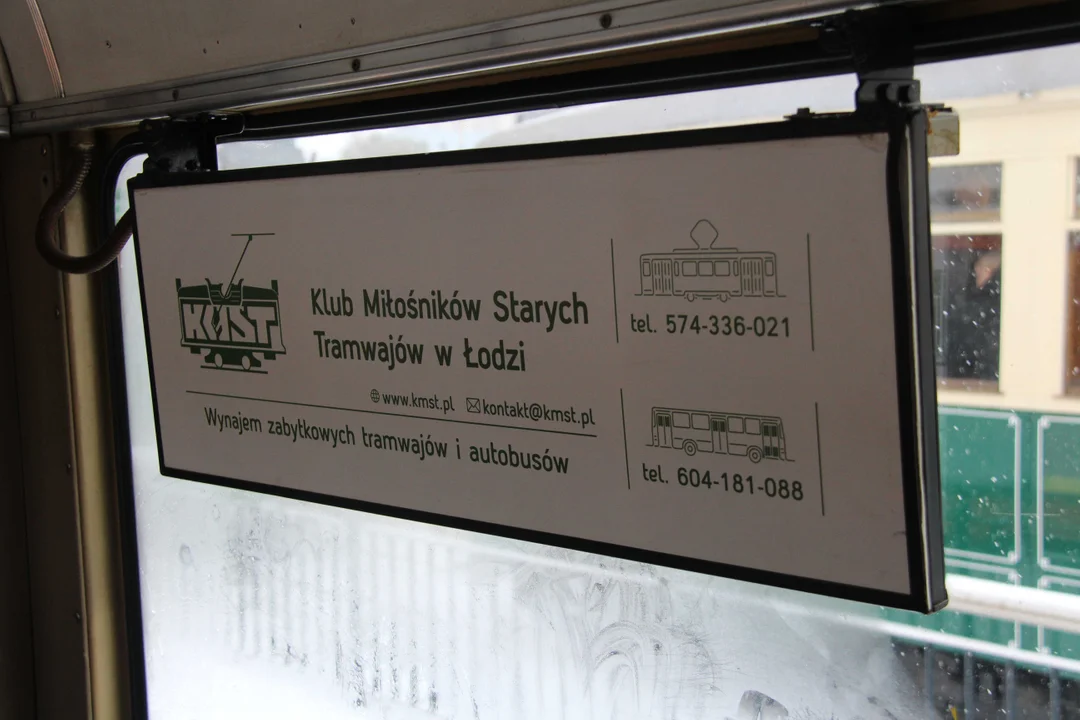 KMST
Klub Miłośników Starych
Tramwajów w Łodzi
www.kmst.pl kontakt@kmst.pl
Wynajem zabytkowych tramwajów i autobusów
tel. 574-336-021
tel. 604-181-088